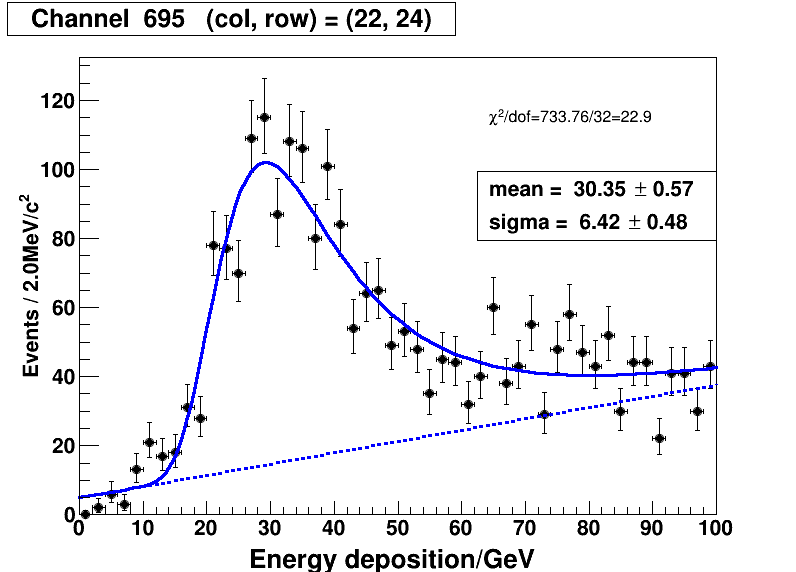 Channel 695 (col, row) = (22, 24)
χ²/dof=733.76/32=22.9
mean = 30.35 ± 0.57
sigma = 6.42 ± 0.48
Events / 2.0MeV/c²
120
100
80
60
40
20
0
0 10 20 30 40 50 60 70 80 90 100
Energy deposition/GeV